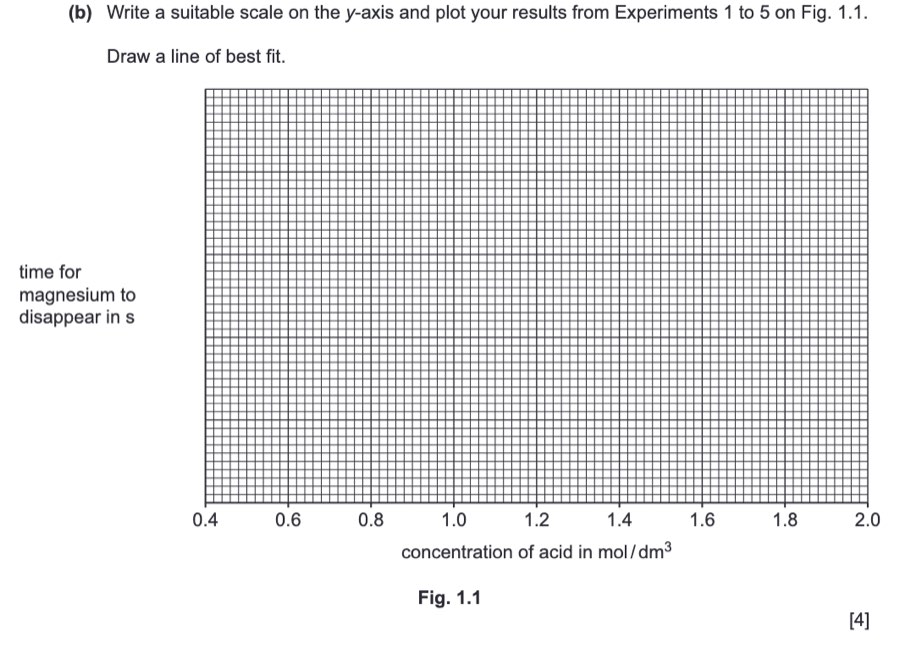 (b) Write a suitable scale on the y-axis and plot your results from Experiments 1 to 5 on Fig. 1.1.
Draw a line of best fit.
time for
magnesium to
disappear in s
0.4 0.6 0.8 1.0 1.2 1.4 1.6 1.8 2.0
concentration of acid in mol/dm³
Fig. 1.1
[4]